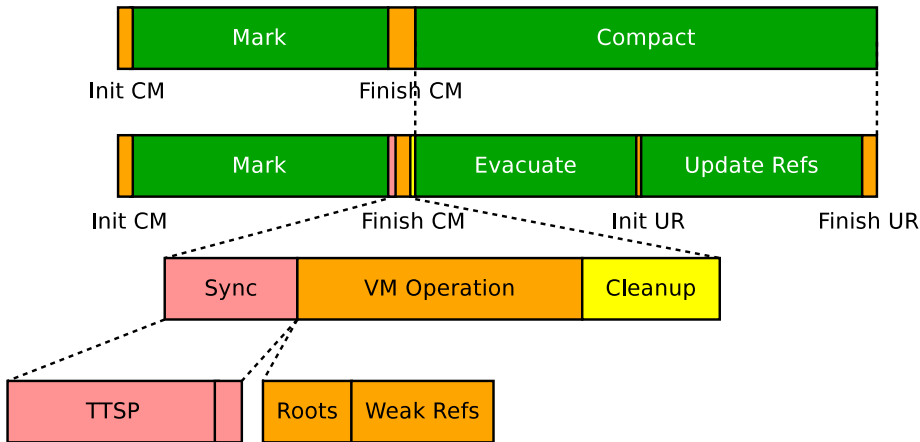 Mark
Compact
Init CM
Finish CM
Mark
Evacuate
Update Refs
Init CM
Finish CM
Init UR
Finish UR
Sync
VM Operation
Cleanup
TTSP
Roots
Weak Refs